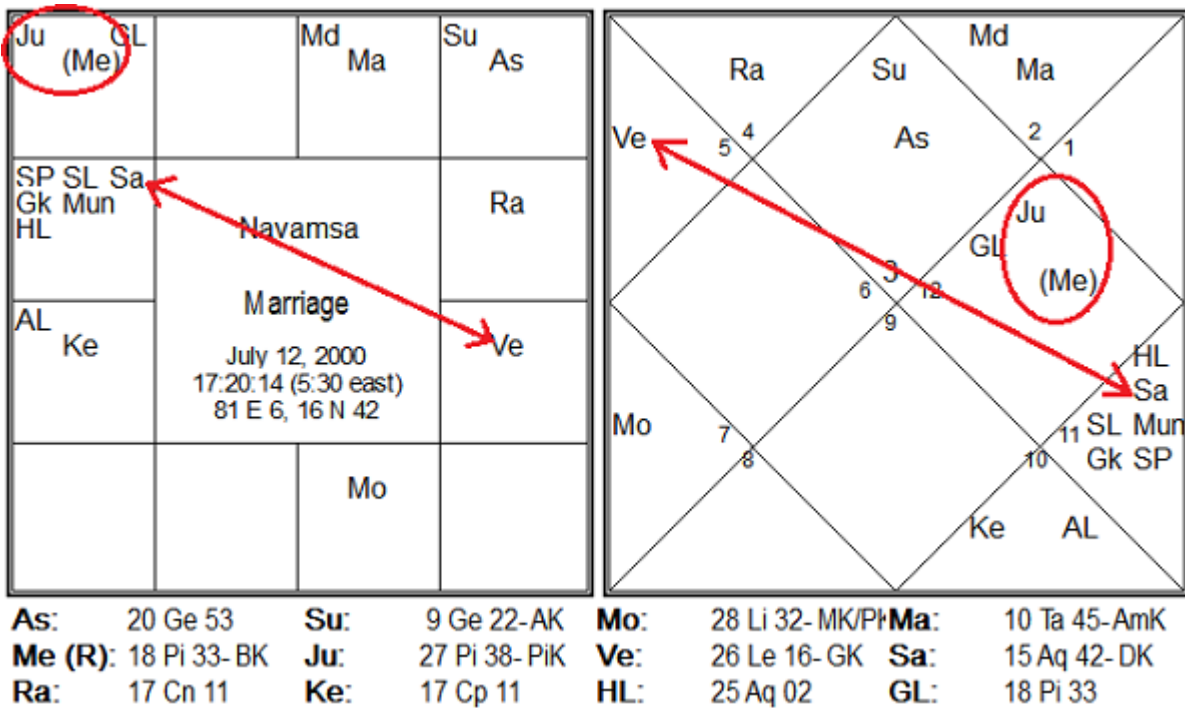 Ju GL
(Me)
Md
Ma
Su
As
SP SL Sa
Gk Mun
HL
Ra
AL
Ke
Ve
Mo
Navamsa
Marriage
July 12, 2000
17:20:14 (5:30 east)
81 E 6, 16 N 42
Md
Ra Su Ma
Ve
5 4 As 2 1
Ju
GL
(Me)
3
6 12
9
HL
Sa
Mo 7 11 SL Mun
8 10 Gk SP
Ke AL
As: 20 Ge 53 Su: 9 Ge 22-AK Mo: 28 Li 32-MK/PK Ma: 10 Ta 45-AmK
Me (R): 18 Pi 33-BK Ju: 27 Pi 38-PiK Ve: 26 Le 16-GK Sa: 15 Aq 42-DK
Ra: 17 Cn 11 Ke: 17 Cp 11 HL: 25 Aq 02 GL: 18 Pi 33